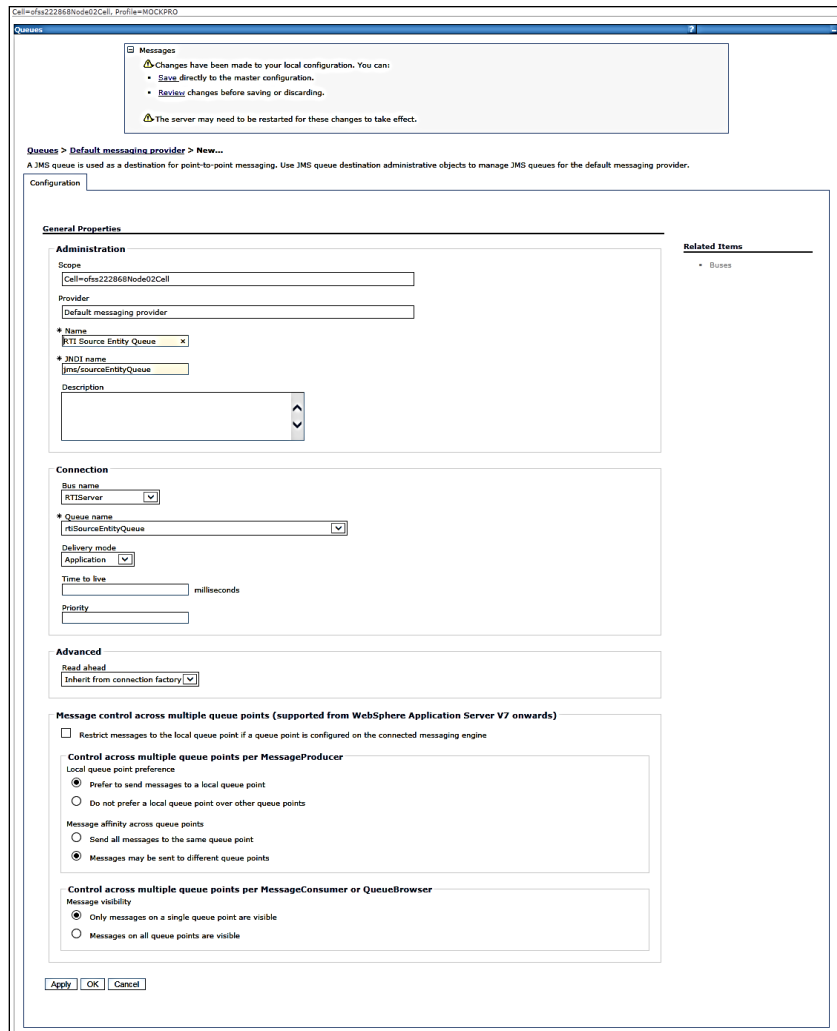 Cell=ofss222868Node02Cell, Profile=MOCKPRO
Queues ? -
Messages
Changes have been made to your local configuration. You can:
Save directly to the master configuration.
Review changes before saving or discarding.
The server may need to be restarted for these changes to take effect.
Queues > Default messaging provider > New...
A JMS queue is used as a destination for point-to-point messaging. Use JMS queue destination administrative objects to manage JMS queues for the default messaging provider.
Configuration
General Properties
Administration
Scope
Cell=ofss222868Node02Cell
Provider
Default messaging provider
* Name
RTI Source Entity Queue ×
* JNDI name
jms/sourceEntityQueue
Description
Connection
Bus name
RTIServer
* Queue name
rtiSourceEntityQueue
Delivery mode
Application
Time to live
milliseconds
Priority
Advanced
Read ahead
Inherit from connection factory
Message control across multiple queue points (supported from WebSphere Application Server V7 onwards)
Restrict messages to the local queue point if a queue point is configured on the connected messaging engine
Control across multiple queue points per MessageProducer
Local queue point preference
Prefer to send messages to a local queue point
Do not prefer a local queue point over other queue points
Message affinity across queue points
Send all messages to the same queue point
Messages may be sent to different queue points
Control across multiple queue points per MessageConsumer or QueueBrowser
Message visibility
Only messages on a single queue point are visible
Messages on all queue points are visible
Apply OK Cancel
Related Items
Buses